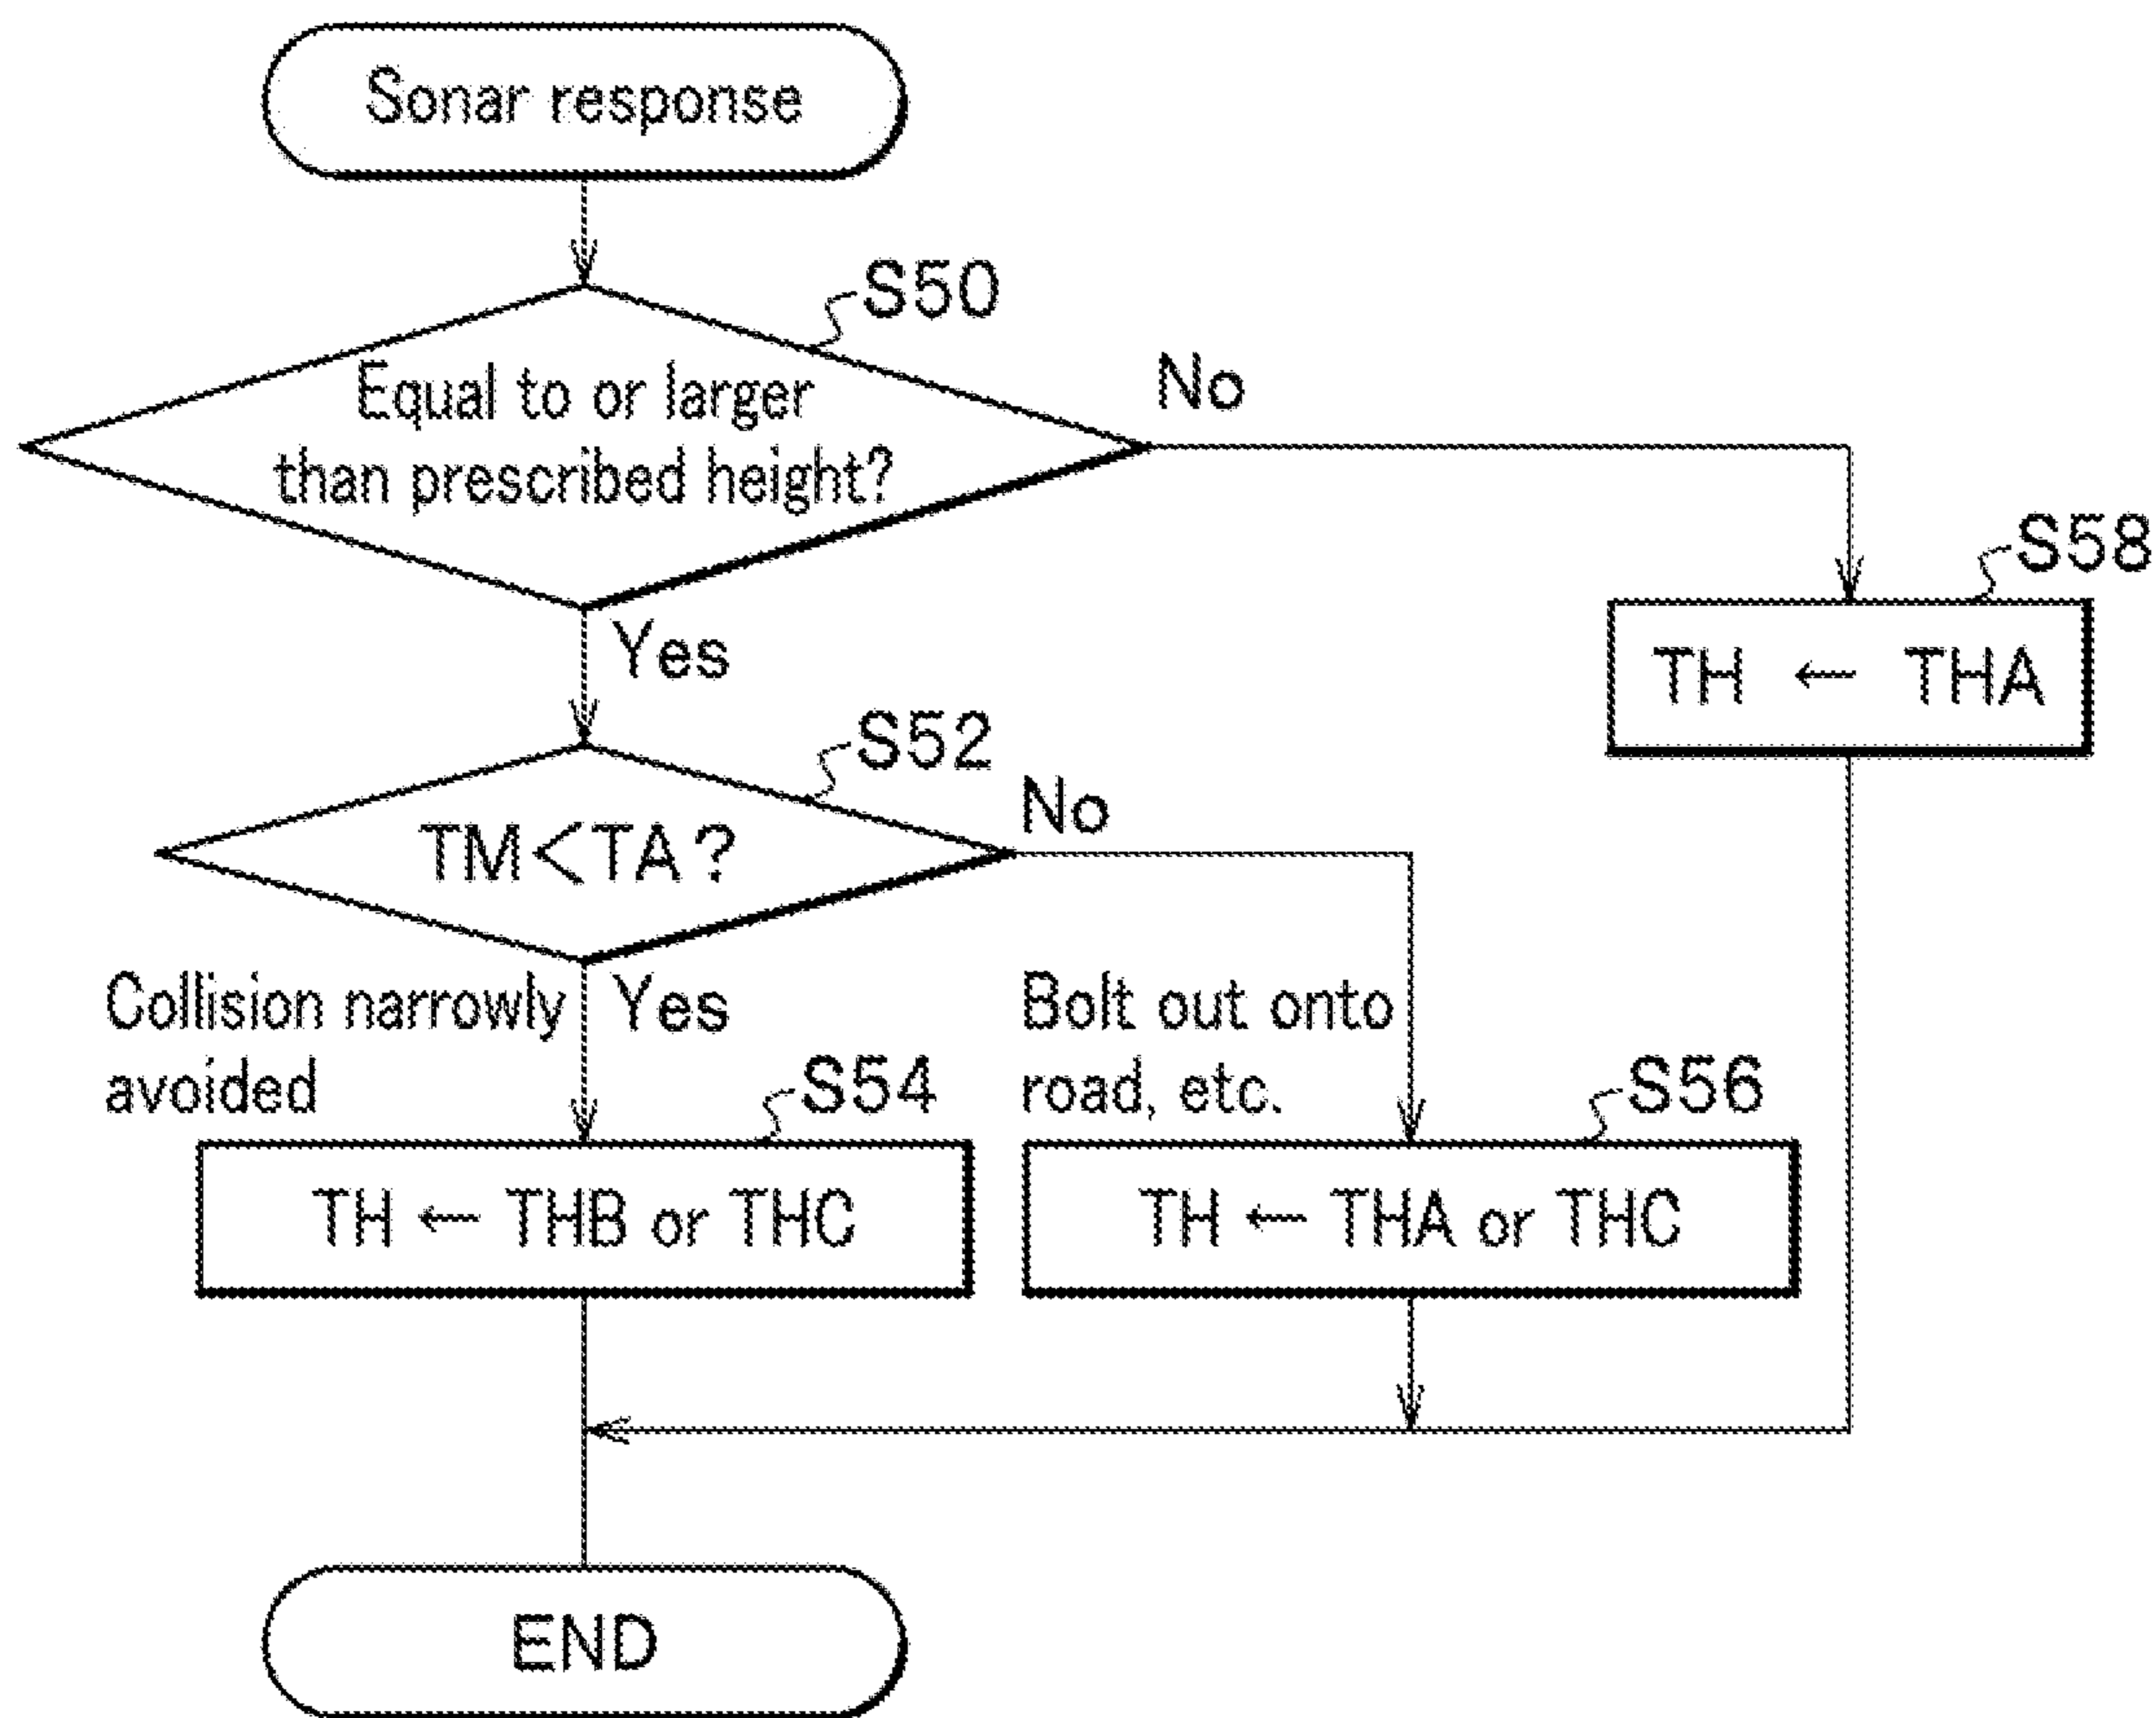 Sonar response
S50
Equal to or larger
than prescribed height?
No
S58
TH ← THA
Yes
S52
TM<TA?
No
Collision narrowly
avoided
Yes
Bolt out onto
road, etc.
S54
TH ← THB or THC
S56
TH ← THA or THC
END